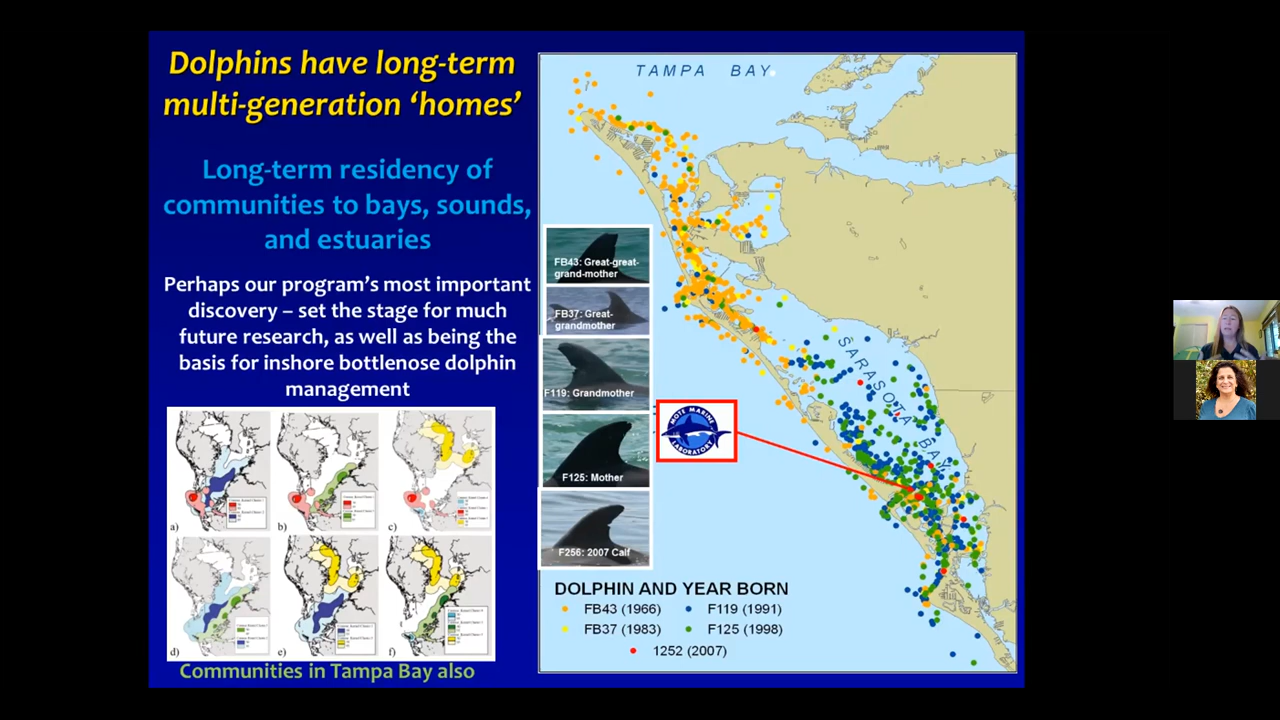 Dolphins have long-term
multi-generation ‘homes’
Long-term residency of
communities to bays, sounds,
and estuaries
Perhaps our program’s most important
discovery – set the stage for much
future research, as well as being the
basis for inshore bottlenose dolphin
management
a)
b)
c)
d)
e)
f)
Communities in Tampa Bay also
TAMPA BAY
FB43: Great-great-
grand-mother
FB37: Great-
grandmother
F119: Grandmother
F125: Mother
F256: 2007 Calf
MOTE MARINE
LABORATORY
SARASOTA BAY
DOLPHIN AND YEAR BORN
FB43 (1966)
F119 (1991)
FB37 (1983)
F125 (1998)
1252 (2007)